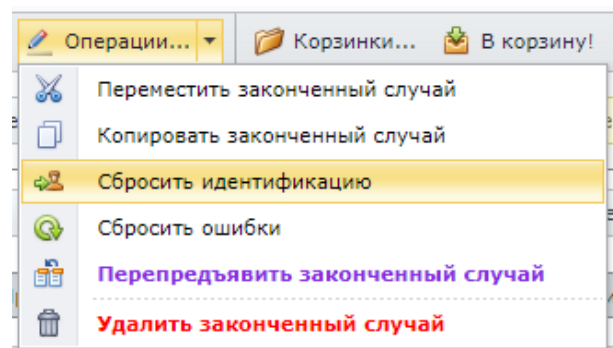 Операции... Корзинки... В корзину!
Переместить законченный случай
Копировать законченный случай
Сбросить идентификацию
Сбросить ошибки
Перепредъявить законченный случай
Удалить законченный случай